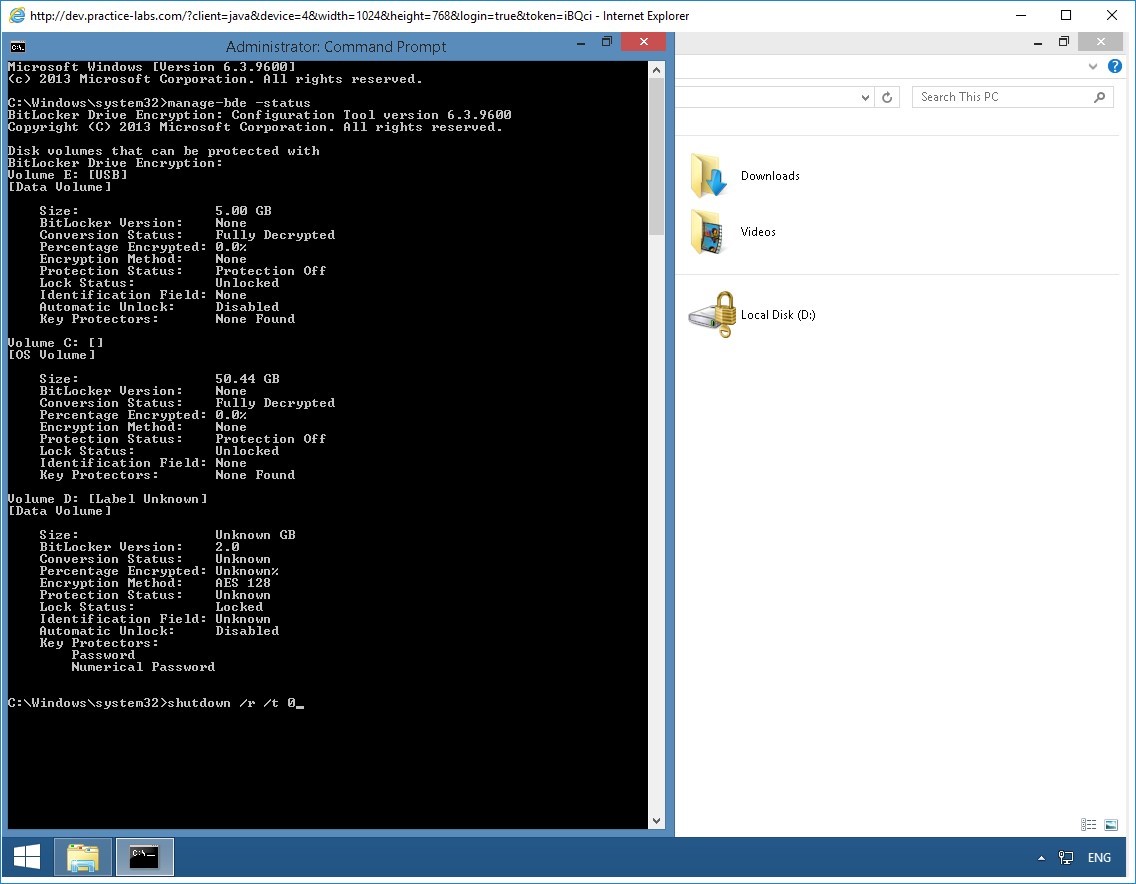 http://dev.practice-labs.com/?client=java&device=4&width=1024&height=768&login=true&token=iBQci - Internet Explorer
Administrator: Command Prompt
Microsoft Windows [Version 6.3.9600]
(c) 2013 Microsoft Corporation. All rights reserved.
C:\Windows\system32>manage-bde -status
BitLocker Drive Encryption: Configuration Tool version 6.3.9600
Copyright (C) 2013 Microsoft Corporation. All rights reserved.
Disk volumes that can be protected with
BitLocker Drive Encryption:
Volume E: [USB]
[Data Volume]
Size: 5.00 GB
BitLocker Version: None
Conversion Status: Fully Decrypted
Percentage Encrypted: 0.0%
Encryption Method: None
Protection Status: Protection Off
Lock Status: Unlocked
Identification Field: None
Automatic Unlock: Disabled
Key Protectors: None Found
Volume C: []
[OS Volume]
Size: 50.44 GB
BitLocker Version: None
Conversion Status: Fully Decrypted
Percentage Encrypted: 0.0%
Encryption Method: None
Protection Status: Protection Off
Lock Status: Unlocked
Identification Field: None
Key Protectors: None Found
Volume D: [Label Unknown]
[Data Volume]
Size: Unknown GB
BitLocker Version: 2.0
Conversion Status: Unknown
Percentage Encrypted: Unknown%
Encryption Method: AES 128
Protection Status: Unknown
Lock Status: Locked
Identification Field: Unknown
Automatic Unlock: Disabled
Key Protectors:
Password
Numerical Password
C:\Windows\system32>shutdown /r /t 0_
Search This PC
Downloads
Videos
Local Disk (D:)
C:\_
ENG